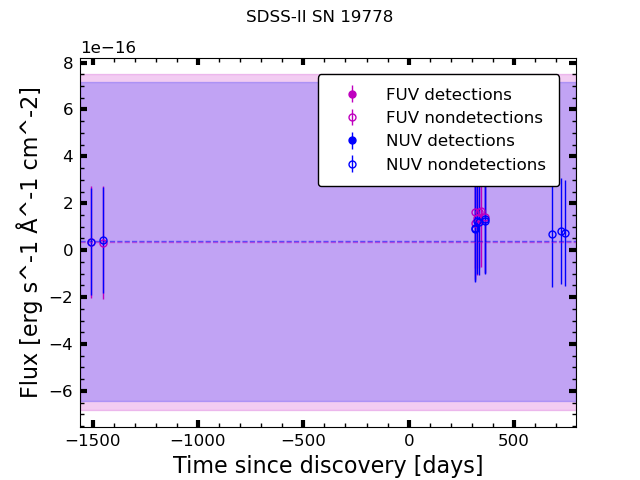 SDSS-II SN 19778
1e−16
8
6
4
2
0
−2
−4
−6
Flux [erg s^-1 Å^-1 cm^-2]
FUV detections
FUV nondetections
NUV detections
NUV nondetections
−1500 −1000 −500 0 500
Time since discovery [days]